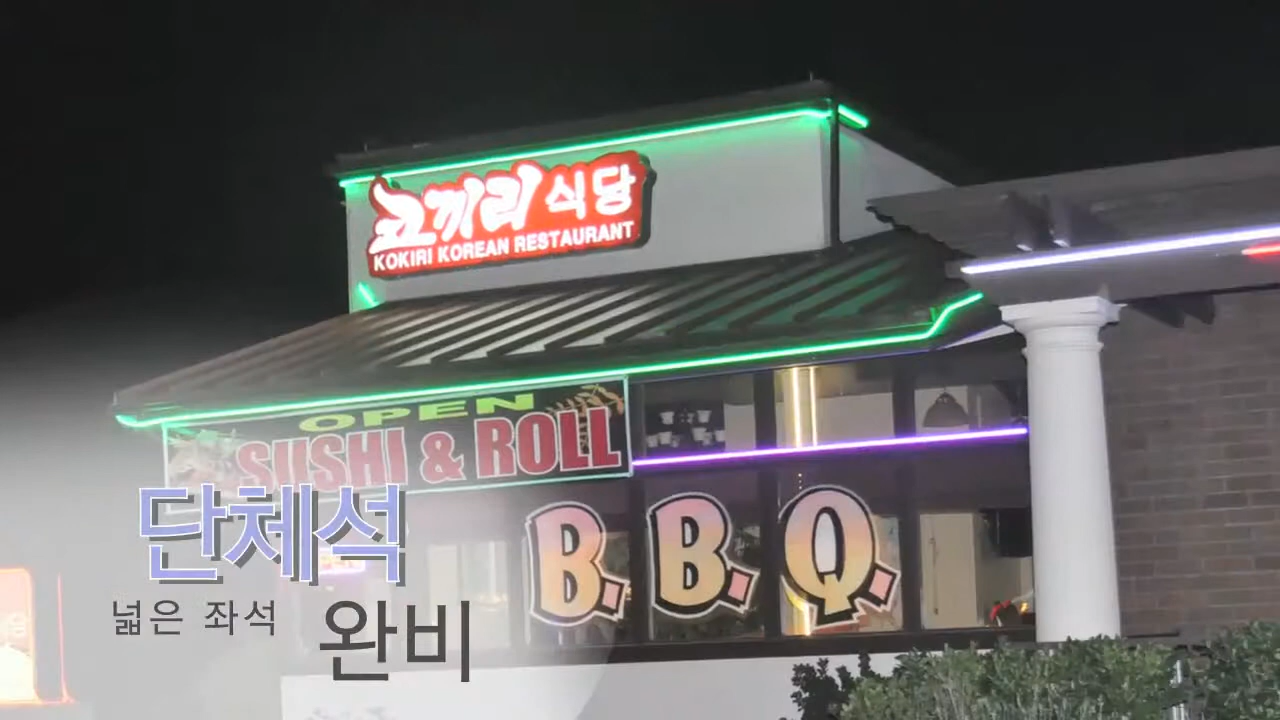 코끼리 식당
KOKIRI KOREAN RESTAURANT
OPEN
SUSHI & ROLL
B.B.Q.
단체석
넓은 좌석 완비